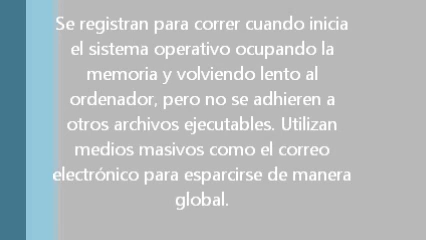 Se registran para correr cuando inicia
el sistema operativo ocupando la
memoria y volviendo lento al
ordenador, pero no se adhieren a
otros archivos ejecutables. Utilizan
medios masivos como el correo
electrónico para esparcirse de manera
global.